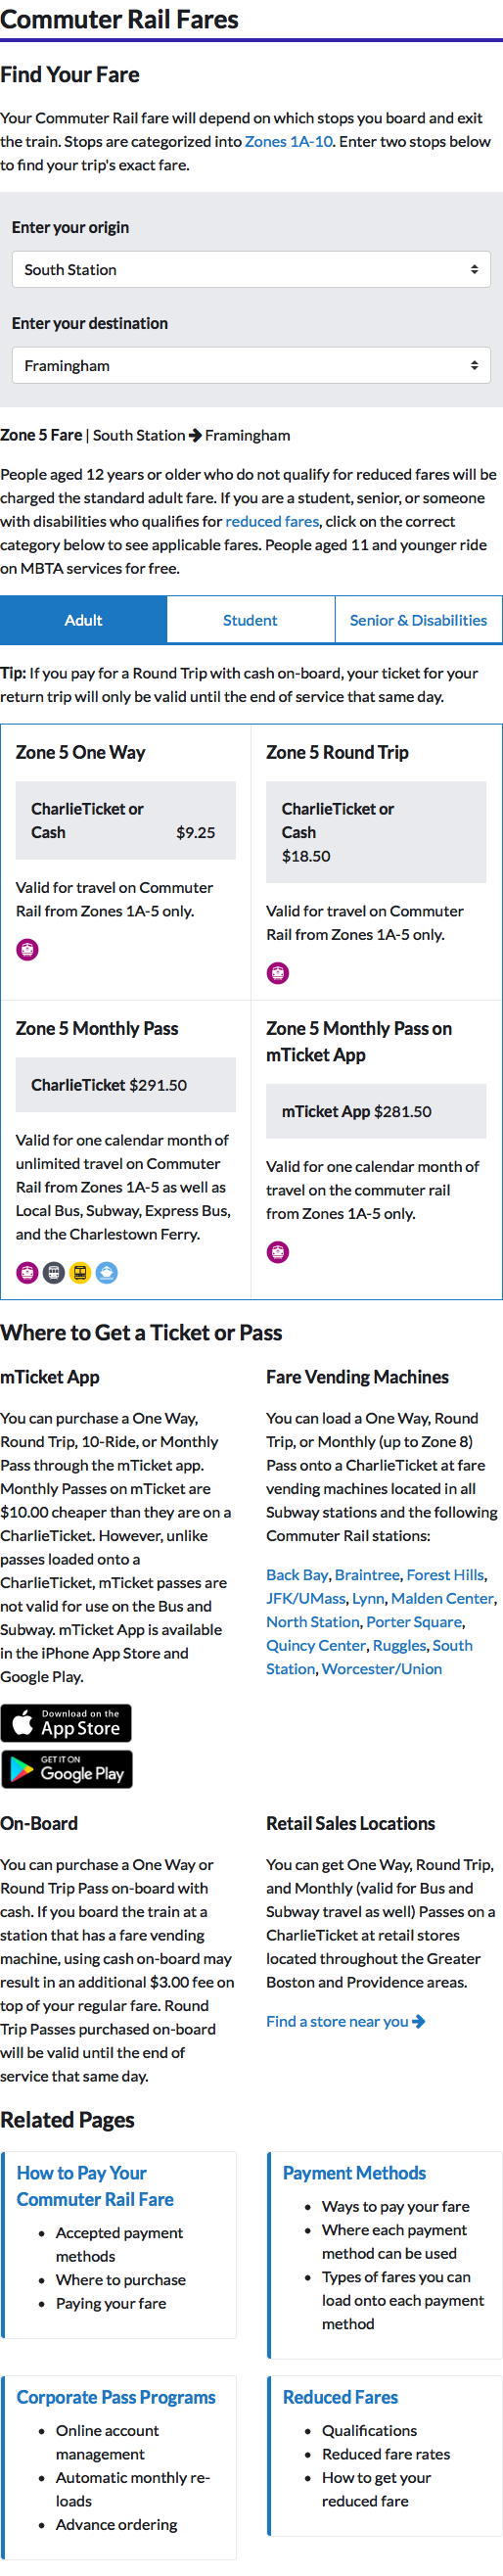 Commuter Rail Fares
Find Your Fare
Your Commuter Rail fare will depend on which stops you board and exit
the train. Stops are categorized into Zones 1A-10. Enter two stops below
to find your trip's exact fare.
Enter your origin
South Station
Enter your destination
Framingham
Zone 5 Fare | South Station → Framingham
People aged 12 years or older who do not qualify for reduced fares will be
charged the standard adult fare. If you are a student, senior, or someone
with disabilities who qualifies for reduced fares, click on the correct
category below to see applicable fares. People aged 11 and younger ride
on MBTA services for free.
Adult
Student
Senior & Disabilities
Tip: If you pay for a Round Trip with cash on-board, your ticket for your
return trip will only be valid until the end of service that same day.
Zone 5 One Way
CharlieTicket or
Cash $9.25
Valid for travel on Commuter
Rail from Zones 1A-5 only.
Zone 5 Round Trip
CharlieTicket or
Cash
$18.50
Valid for travel on Commuter
Rail from Zones 1A-5 only.
Zone 5 Monthly Pass
CharlieTicket $291.50
Valid for one calendar month of
unlimited travel on Commuter
Rail from Zones 1A-5 as well as
Local Bus, Subway, Express Bus,
and the Charlestown Ferry.
Zone 5 Monthly Pass on
mTicket App
mTicket App $281.50
Valid for one calendar month of
travel on the commuter rail
from Zones 1A-5 only.
Where to Get a Ticket or Pass
mTicket App
You can purchase a One Way,
Round Trip, 10-Ride, or Monthly
Pass through the mTicket app.
Monthly Passes on mTicket are
$10.00 cheaper than they are on a
CharlieTicket. However, unlike
passes loaded onto a
CharlieTicket, mTicket passes are
not valid for use on the Bus and
Subway. mTicket App is available
in the iPhone App Store and
Google Play.
Download on the
App Store
GET IT ON
Google Play
Fare Vending Machines
You can load a One Way, Round
Trip, or Monthly (up to Zone 8)
Pass onto a CharlieTicket at fare
vending machines located in all
Subway stations and the following
Commuter Rail stations:
Back Bay, Braintree, Forest Hills,
JFK/UMass, Lynn, Malden Center,
North Station, Porter Square,
Quincy Center, Ruggles, South
Station, Worcester/Union
On-Board
You can purchase a One Way or
Round Trip Pass on-board with
cash. If you board the train at a
station that has a fare vending
machine, using cash on-board may
result in an additional $3.00 fee on
top of your regular fare. Round
Trip Passes purchased on-board
will be valid until the end of
service that same day.
Retail Sales Locations
You can get One Way, Round Trip,
and Monthly (valid for Bus and
Subway travel as well) Passes on a
CharlieTicket at retail stores
located throughout the Greater
Boston and Providence areas.
Find a store near you →
Related Pages
How to Pay Your
Commuter Rail Fare
• Accepted payment
methods
• Where to purchase
• Paying your fare
Payment Methods
• Ways to pay your fare
• Where each payment
method can be used
• Types of fares you can
load onto each payment
method
Corporate Pass Programs
• Online account
management
• Automatic monthly re-
loads
• Advance ordering
Reduced Fares
• Qualifications
• Reduced fare rates
• How to get your
reduced fare